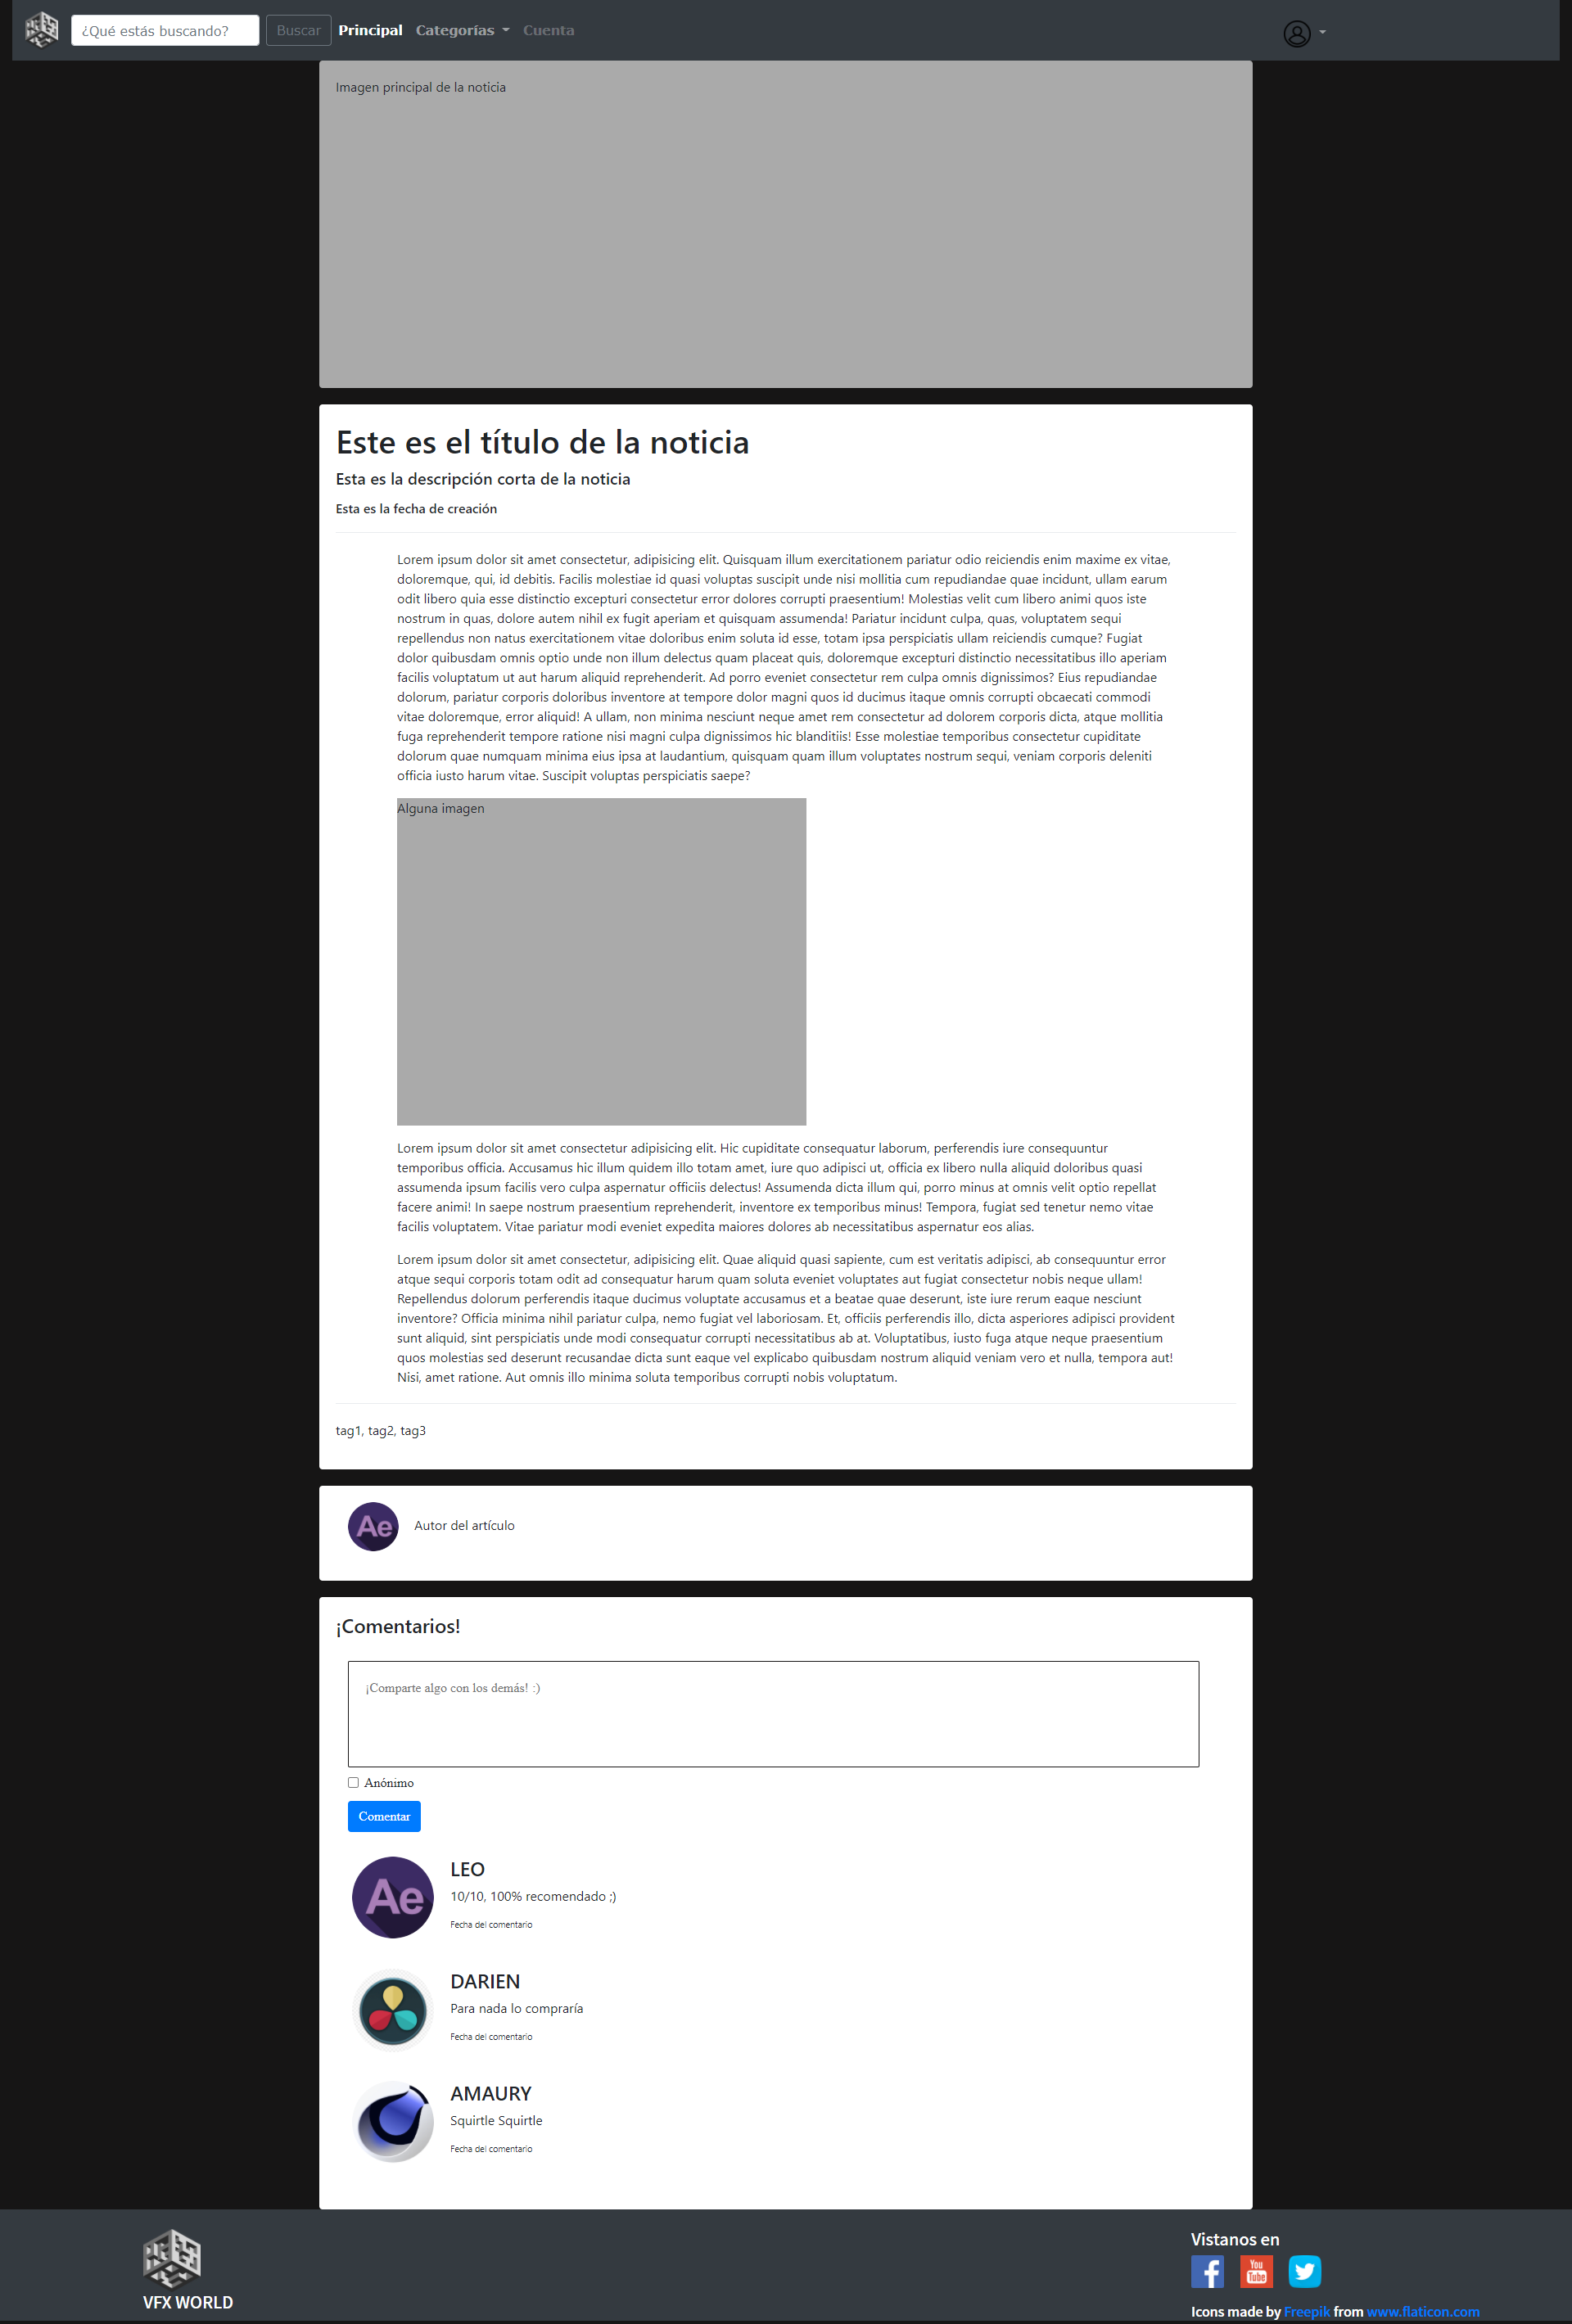 ¿Qué estás buscando? Buscar Principal Categorías Cuenta
Imagen principal de la noticia
Este es el título de la noticia
Esta es la descripción corta de la noticia
Esta es la fecha de creación
Lorem ipsum dolor sit amet consectetur, adipisicing elit. Quisquam illum exercitationem pariatur odio reiciendis enim maxime ex vitae,
doloremque, qui, id debitis. Facilis molestiae id quasi voluptas suscipit unde nisi mollitia cum repudiandae quae incidunt, ullam earum
odit libero quia esse distinctio excepturi consectetur error dolores corrupti praesentium! Molestias velit cum libero animi quos iste
nostrum in quas, dolore autem nihil ex fugit aperiam et quisquam assumenda! Pariatur incidunt culpa, quas, voluptatem sequi
repellendus non natus exercitationem vitae doloribus enim soluta id esse, totam ipsa perspiciatis ullam reiciendis cumque? Fugiat
dolor quibusdam omnis optio unde non illum delectus quam placeat quis, doloremque excepturi distinctio necessitatibus illo aperiam
facilis voluptatum ut aut harum aliquid reprehenderit. Ad porro eveniet consectetur rem culpa omnis dignissimos? Eius repudiandae
dolorum, pariatur corporis doloribus inventore at tempore dolor magni quos id ducimus itaque omnis corrupti obcaecati commodi
vitae doloremque, error aliquid! A ullam, non minima nesciunt neque amet rem consectetur ad dolorem corporis dicta, atque mollitia
fuga reprehenderit tempore ratione nisi magni culpa dignissimos hic blanditiis! Esse molestiae temporibus consectetur cupiditate
dolorum quae numquam minima eius ipsa at laudantium, quisquam quam illum voluptates nostrum sequi, veniam corporis deleniti
officia iusto harum vitae. Suscipit voluptas perspiciatis saepe?
Alguna imagen
Lorem ipsum dolor sit amet consectetur adipisicing elit. Hic cupiditate consequatur laborum, perferendis iure consequuntur
temporibus officia. Accusamus hic illum quidem illo totam amet, iure quo adipisci ut, officia ex libero nulla aliquid doloribus quasi
assumenda ipsum facilis vero culpa aspernatur officiis delectus! Assumenda dicta illum qui, porro minus at omnis velit optio repellat
facere animi! In saepe nostrum praesentium reprehenderit, inventore ex temporibus minus! Tempora, fugiat sed tenetur nemo vitae
facilis voluptatem. Vitae pariatur modi eveniet expedita maiores dolores ab necessitatibus aspernatur eos alias.
Lorem ipsum dolor sit amet consectetur, adipisicing elit. Quae aliquid quasi sapiente, cum est veritatis adipisci, ab consequuntur error
atque sequi corporis totam odit ad consequatur harum quam soluta eveniet voluptates aut fugiat consectetur nobis neque ullam!
Repellendus dolorum perferendis itaque ducimus voluptate accusamus et a beatae quae deserunt, iste iure rerum eaque nesciunt
inventore? Officia minima nihil pariatur culpa, nemo fugiat vel laboriosam. Et, officiis perferendis illo, dicta asperiores adipisci provident
sunt aliquid, sint perspiciatis unde modi consequatur corrupti necessitatibus ab at. Voluptatibus, iusto fuga atque neque praesentium
quos molestias sed deserunt recusandae dicta sunt eaque vel explicabo quibusdam nostrum aliquid veniam vero et nulla, tempora aut!
Nisi, amet ratione. Aut omnis illo minima soluta temporibus corrupti nobis voluptatum.
tag1, tag2, tag3
Ae
Autor del artículo
¡Comentarios!
¡Comparte algo con los demás! :)
Anónimo
Comentar
Ae
LEO
10/10, 100% recomendado ;)
Fecha del comentario
DARIEN
Para nada lo compraría
Fecha del comentario
AMAURY
Squirtle Squirtle
Fecha del comentario
VFX WORLD
Vistanos en
You
Tube
Icons made by Freepik from www.flaticon.com